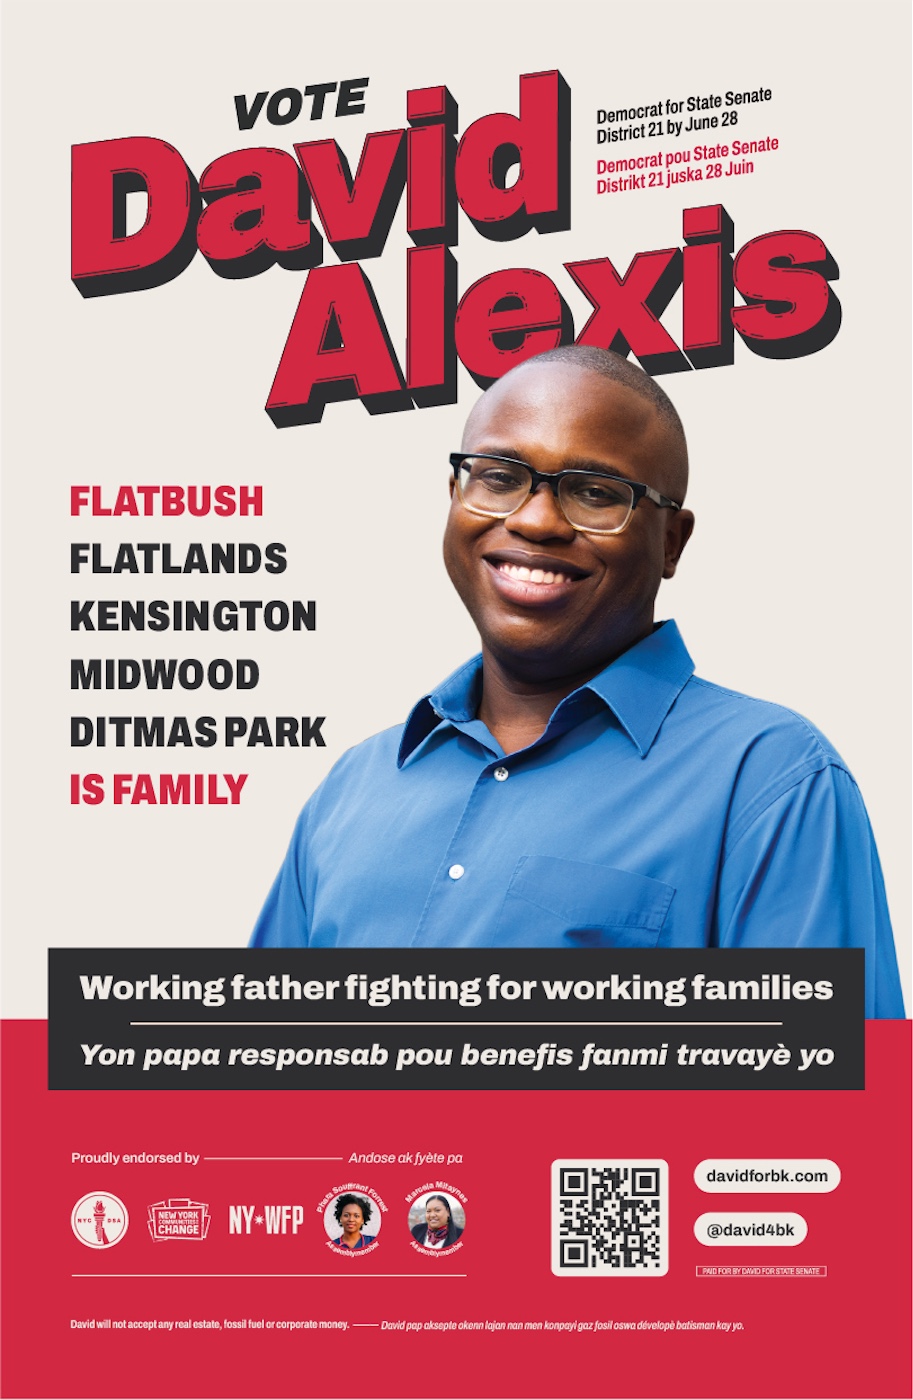 VOTE
David
Alexis
Democrat for State Senate
District 21 by June 28
Democrat pou State Senate
Distrikt 21 juska 28 Juin
FLATBUSH
FLATLANDS
KENSINGTON
MIDWOOD
DITMAS PARK
IS FAMILY
Working father fighting for working families
Yon papa responsab pou benefis fanmi travayè yo
Proudly endorsed by
Andose ak fyète pa
NYC DSA
NEW YORK
COMMUNITIES FOR
CHANGE
NY WFP
Phara Souffrant Forrest
Assemblymember
Marcela Mitaynes
Assemblymember
davidforbk.com
@david4bk
PAID FOR BY DAVID FOR STATE SENATE
David will not accept any real estate, fossil fuel or corporate money.
David pap aksepte okenn lajan nan men konpayi gaz fosil oswa dévelopè batisman kay yo.